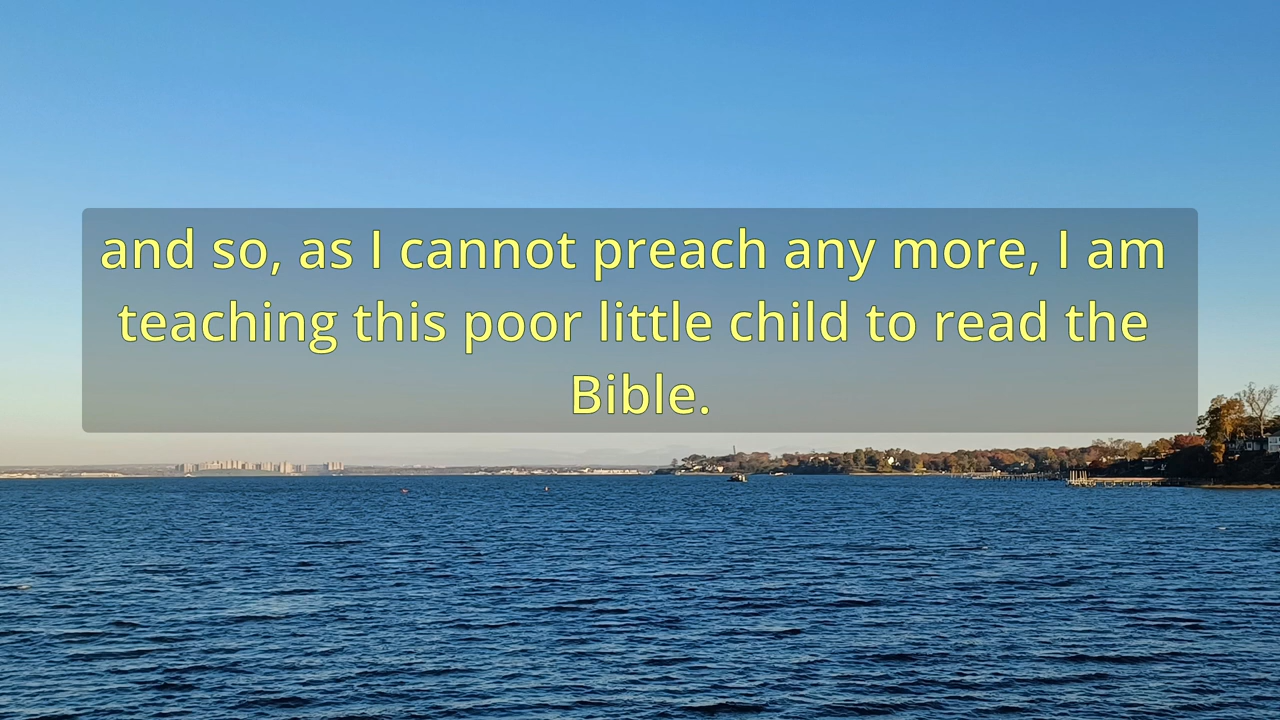 and so, as I cannot preach any more, I am
teaching this poor little child to read the
Bible.